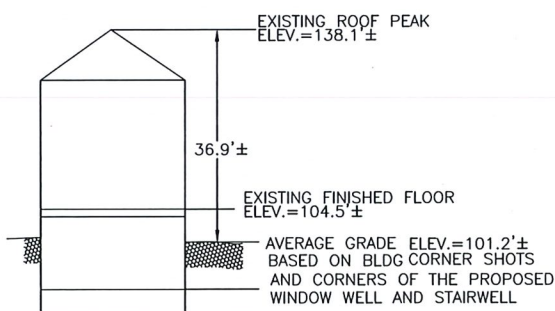 EXISTING ROOF PEAK
ELEV.=138.1'±
36.9'±
EXISTING FINISHED FLOOR
ELEV.=104.5'±
AVERAGE GRADE ELEV.=101.2'±
BASED ON BLDG CORNER SHOTS
AND CORNERS OF THE PROPOSED
WINDOW WELL AND STAIRWELL